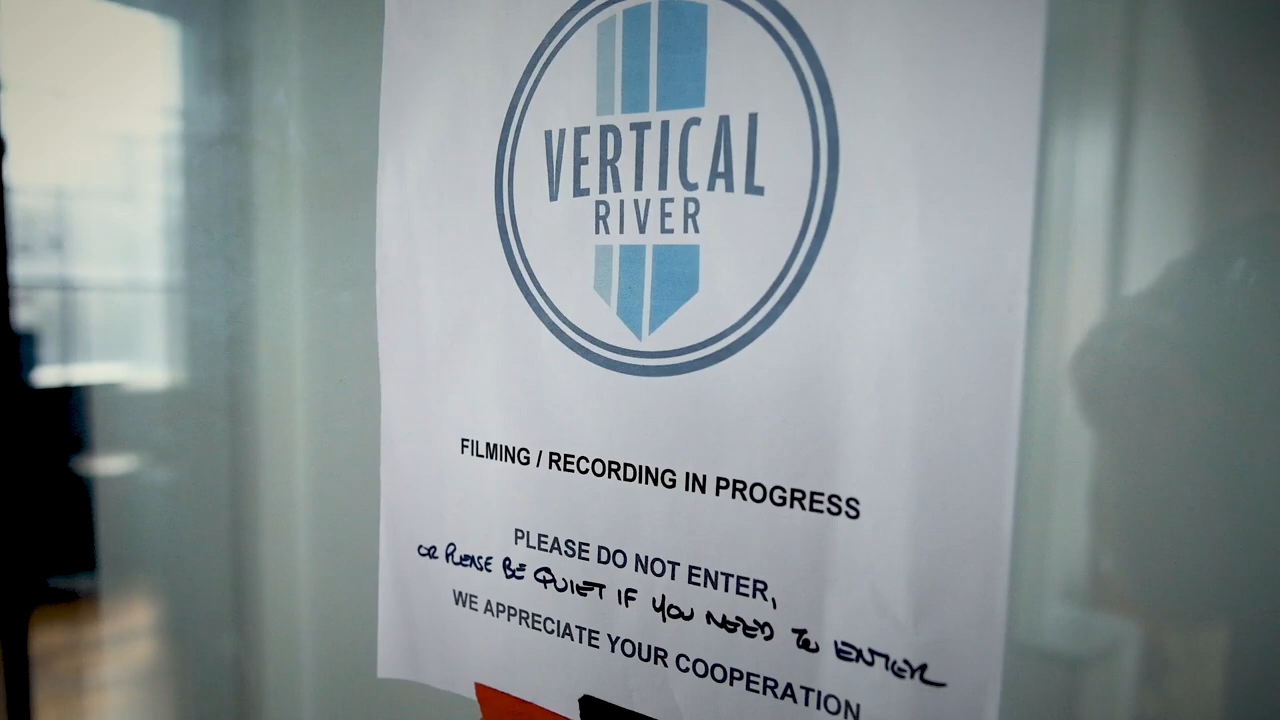 VERTICAL
RIVER
FILMING / RECORDING IN PROGRESS
PLEASE DO NOT ENTER,
OR PLEASE BE QUIET IF YOU NEED TO ENTER
WE APPRECIATE YOUR COOPERATION